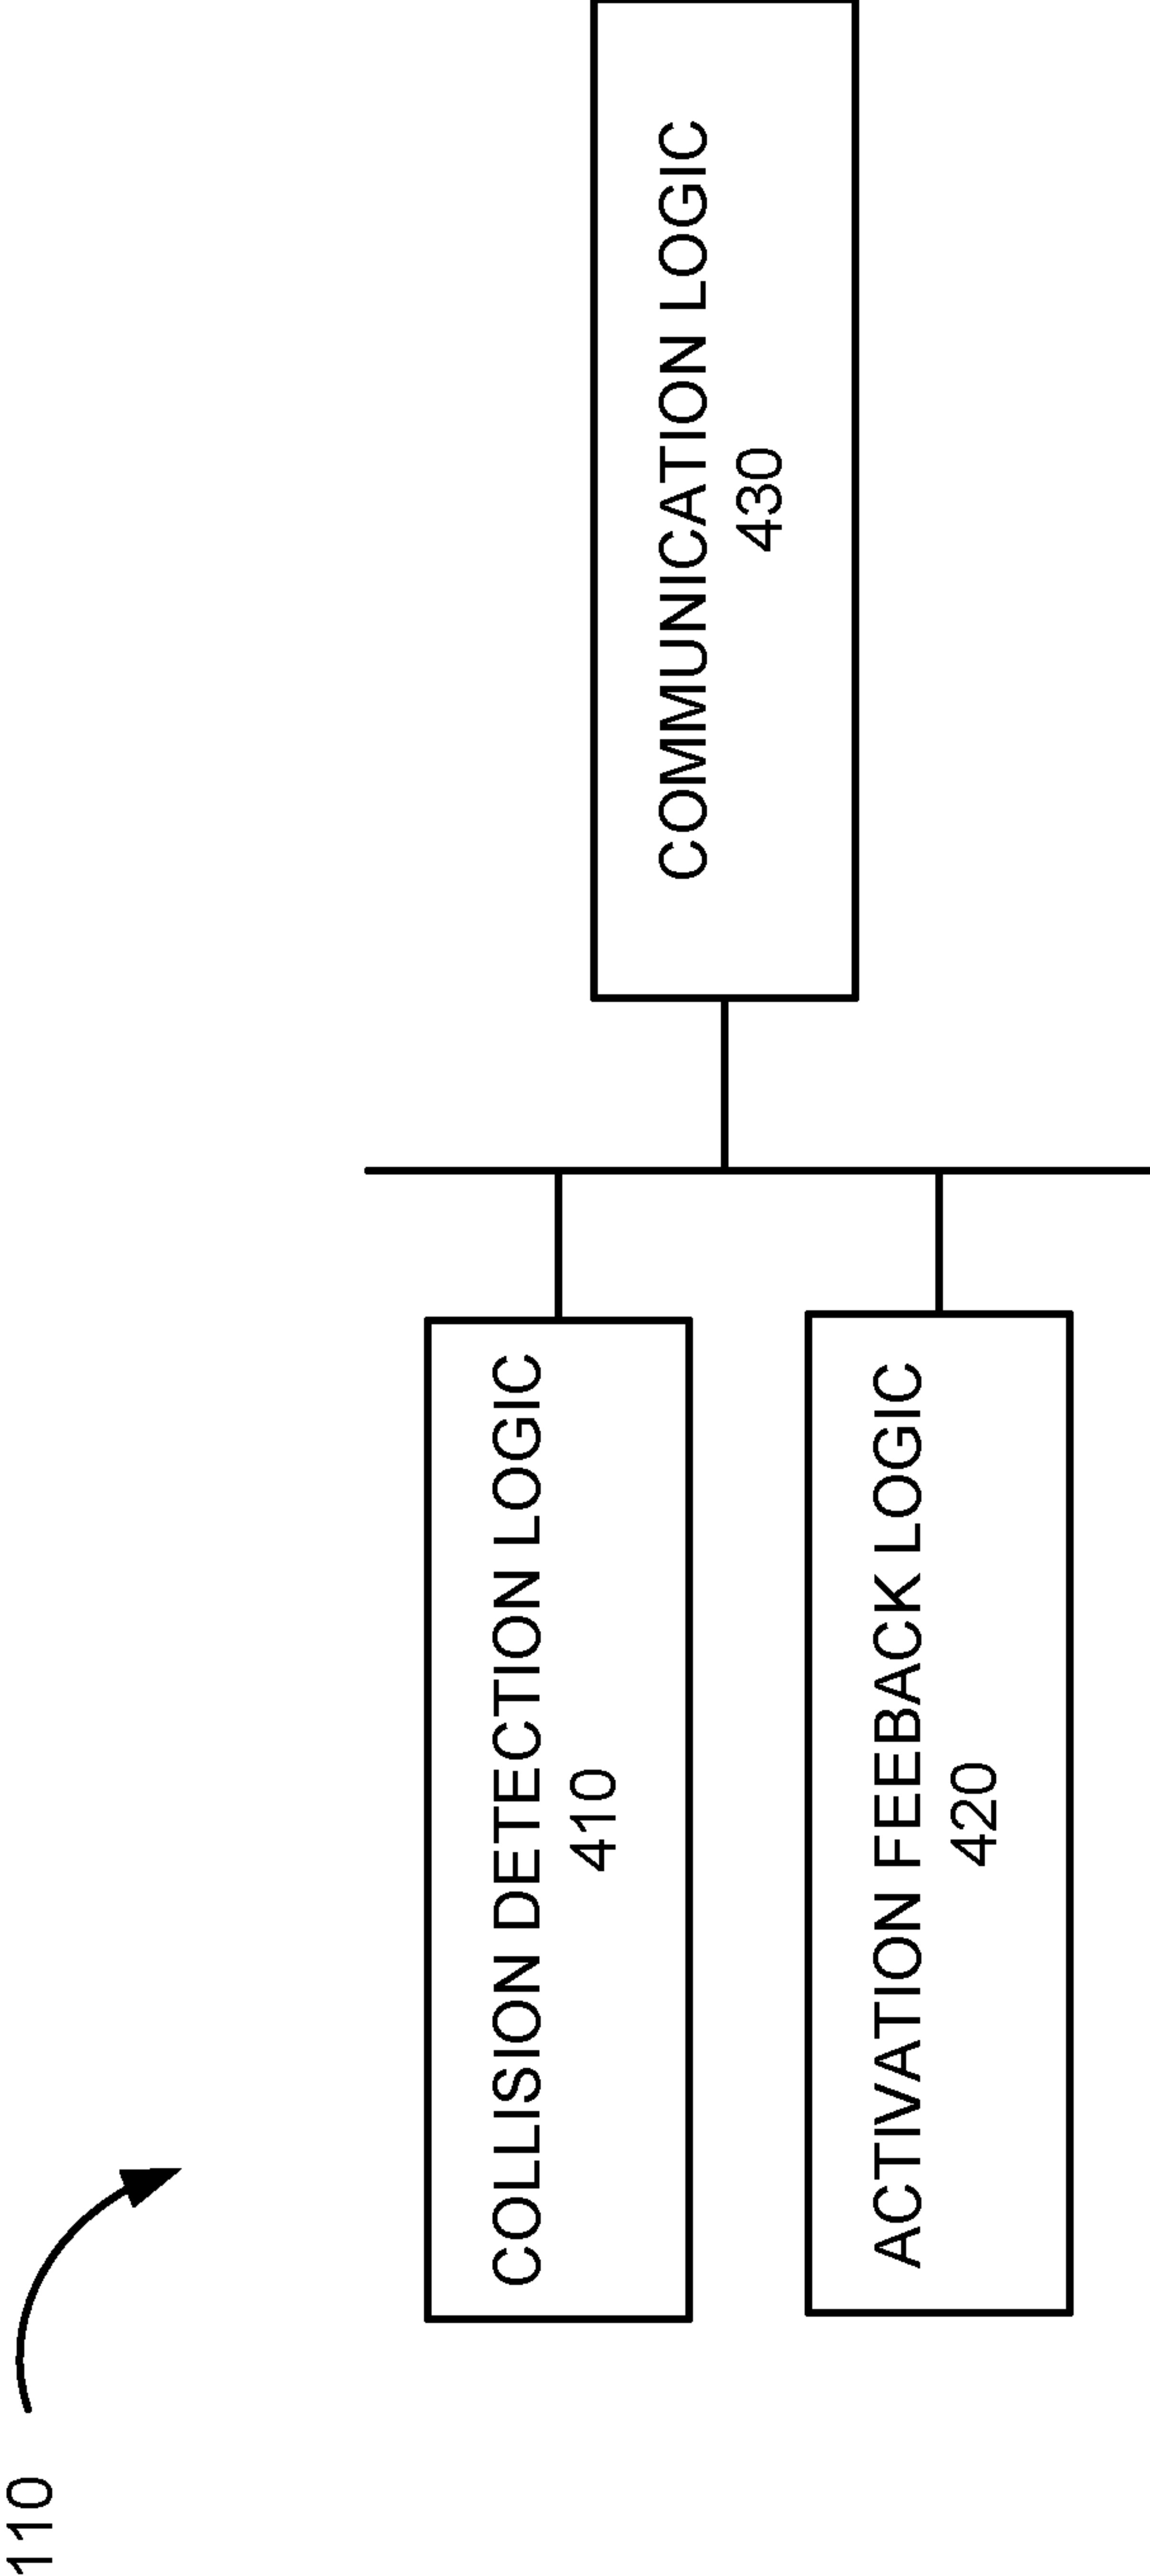 110
COLLISION DETECTION LOGIC
410
ACTIVATION FEEBACK LOGIC
420
COMMUNICATION LOGIC
430